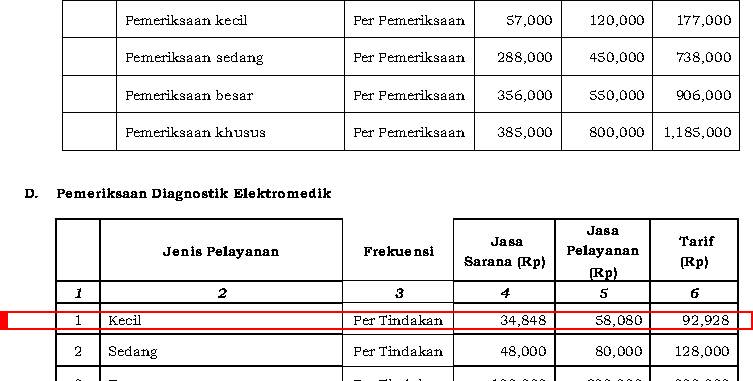 Pemeriksaan kecil Per Pemeriksaan 57,000 120,000 177,000
Pemeriksaan sedang Per Pemeriksaan 288,000 450,000 738,000
Pemeriksaan besar Per Pemeriksaan 356,000 550,000 906,000
Pemeriksaan khusus Per Pemeriksaan 385,000 800,000 1,185,000
D. Pemeriksaan Diagnostik Elektromedik
Jenis Pelayanan Frekuensi Jasa Sarana (Rp) Jasa Pelayanan (Rp) Tarif (Rp)
1 2 3 4 5 6
1 Kecil Per Tindakan 34,848 58,080 92,928
2 Sedang Per Tindakan 48,000 80,000 128,000